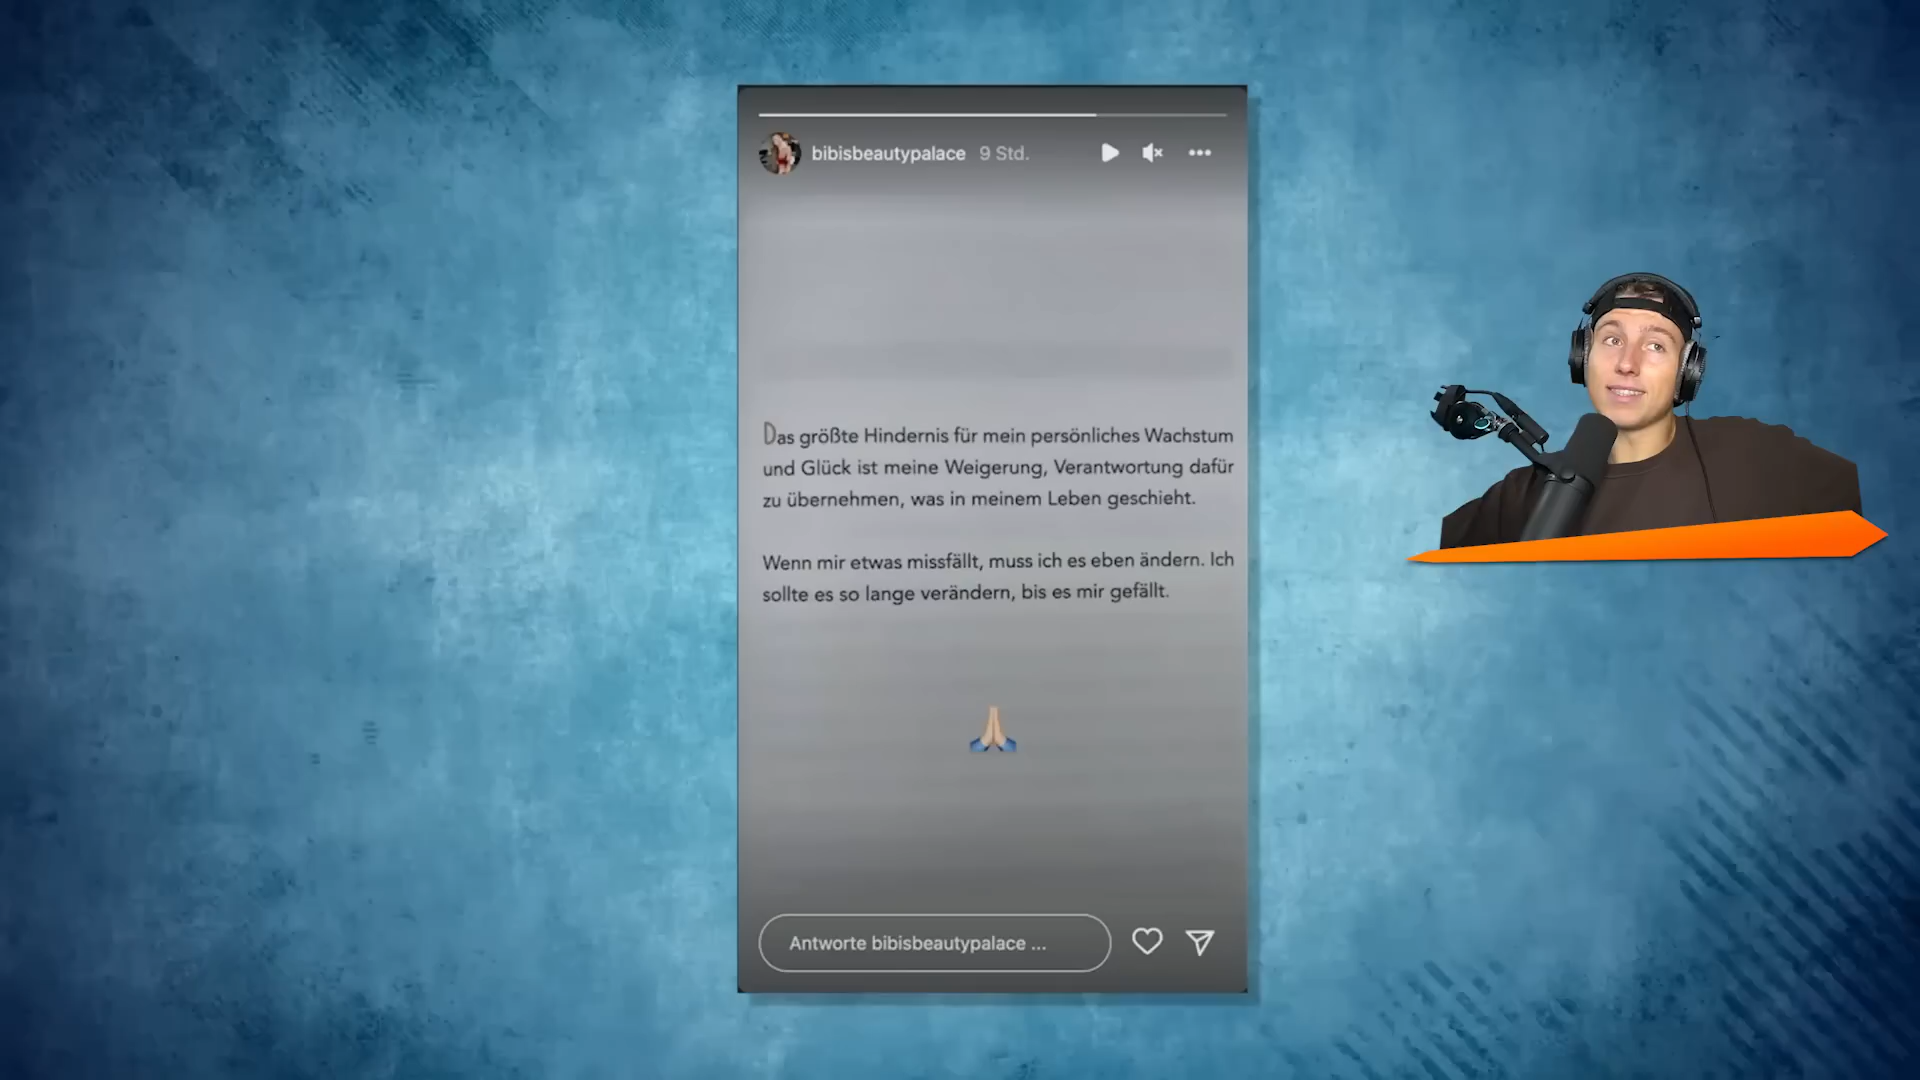 bibisbeautypalace 9 Std.
Das größte Hindernis für mein persönliches Wachstum
und Glück ist meine Weigerung, Verantwortung dafür
zu übernehmen, was in meinem Leben geschieht.
Wenn mir etwas missfällt, muss ich es eben ändern. Ich
sollte es so lange verändern, bis es mir gefällt.
Antworte bibisbeautypalace ...